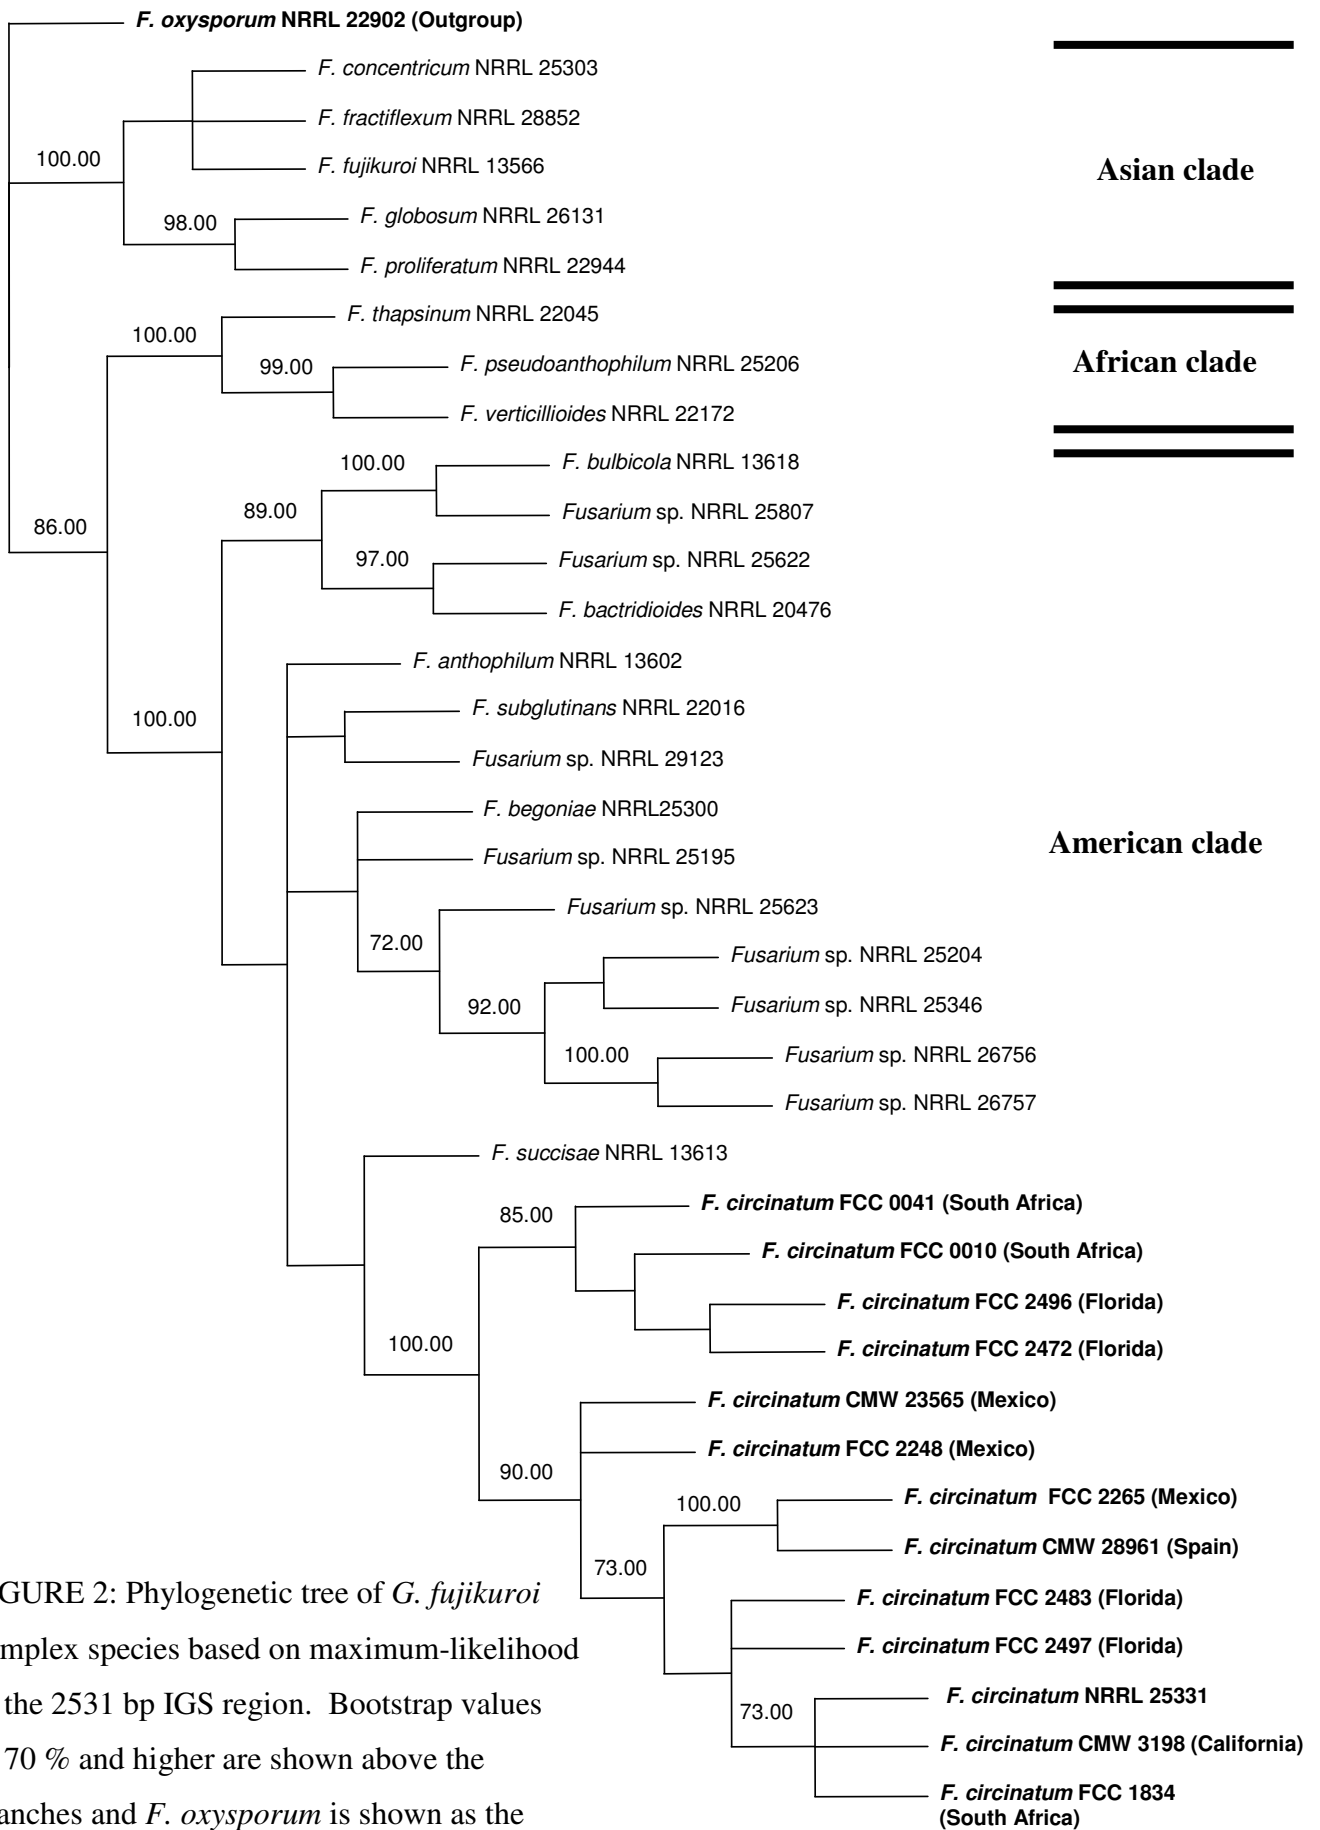 F. oxysporum NRRL 22902 (Outgroup)
F. concentricum NRRL 25303
F. fractiflexum NRRL 28852
100.00
F. fujikuroi NRRL 13566
Asian clade
98.00
F. globosum NRRL 26131
F. proliferatum NRRL 22944
F. thapsinum NRRL 22045
100.00
99.00
F. pseudoanthophilum NRRL 25206
African clade
F. verticillioides NRRL 22172
100.00
F. bulbicola NRRL 13618
89.00
Fusarium sp. NRRL 25807
86.00
97.00
Fusarium sp. NRRL 25622
F. bactridioides NRRL 20476
F. anthophilum NRRL 13602
100.00
F. subglutinans NRRL 22016
Fusarium sp. NRRL 29123
F. begoniae NRRL25300
American clade
Fusarium sp. NRRL 25195
Fusarium sp. NRRL 25623
72.00
Fusarium sp. NRRL 25204
92.00
Fusarium sp. NRRL 25346
100.00
Fusarium sp. NRRL 26756
Fusarium sp. NRRL 26757
F. succisae NRRL 13613
85.00
F. circinatum FCC 0041 (South Africa)
F. circinatum FCC 0010 (South Africa)
F. circinatum FCC 2496 (Florida)
100.00
F. circinatum FCC 2472 (Florida)
F. circinatum CMW 23565 (Mexico)
F. circinatum FCC 2248 (Mexico)
90.00
100.00
F. circinatum FCC 2265 (Mexico)
F. circinatum CMW 28961 (Spain)
73.00
F. circinatum FCC 2483 (Florida)
F. circinatum FCC 2497 (Florida)
73.00
F. circinatum NRRL 25331
F. circinatum CMW 3198 (California)
F. circinatum FCC 1834
(South Africa)
GURE 2: Phylogenetic tree of G. fujikuroi
mplex species based on maximum-likelihood
the 2531 bp IGS region. Bootstrap values
70 % and higher are shown above the
anches and F. oxysporum is shown as the